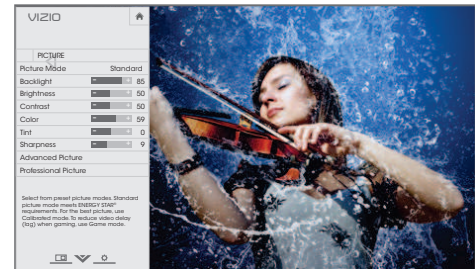 VIZIO
PICTURE
Picture Mode Standard
Backlight 85
Brightness 50
Contrast 50
Color 59
Tint 0
Sharpness 9
Advanced Picture
Professional Picture
Select from preset picture modes. Standard
picture mode meets ENERGY STAR®
requirements. For the best picture, use
Calibrated mode. To reduce video delay
(lag) when gaming, use Game mode.